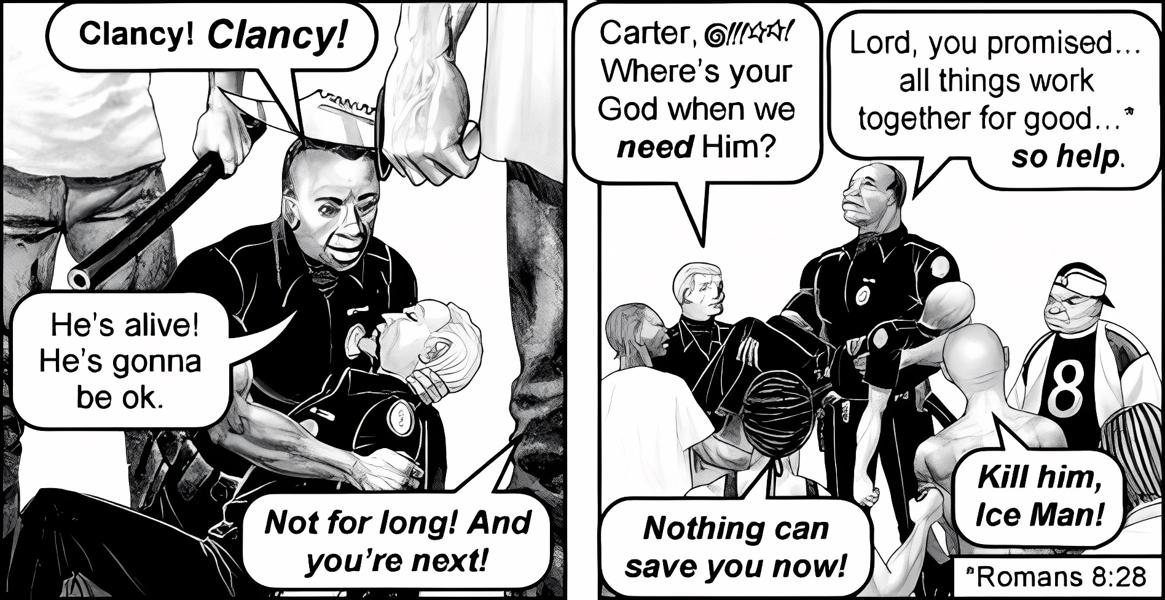 Clancy! Clancy!
He's alive!
He's gonna
be ok.
Not for long! And
you're next!
Carter,
Where's your
God when we
need Him?
Lord, you promised...
all things work
together for good...*
so help.
8
Nothing can
save you now!
Kill him,
Ice Man!
*Romans 8:28